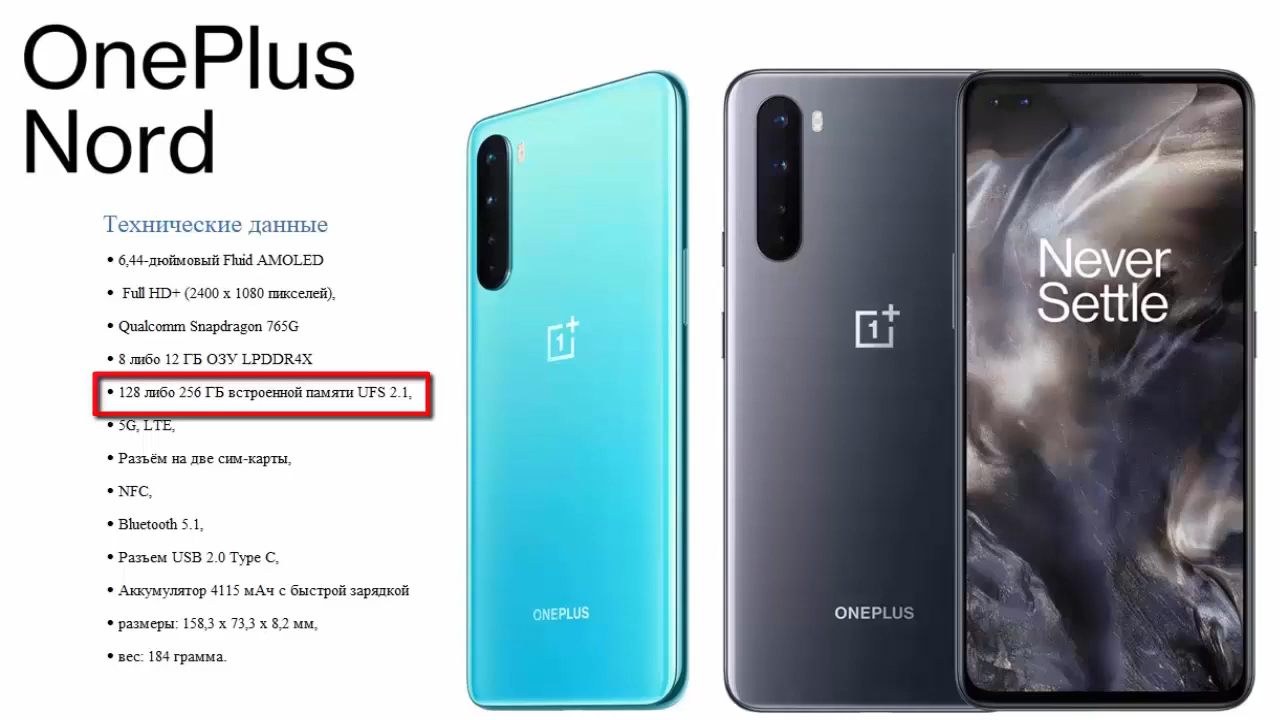 OnePlus
Nord
Технические данные
• 6,44-дюймовый Fluid AMOLED
• Full HD+ (2400 x 1080 пикселей),
• Qualcomm Snapdragon 765G
• 8 либо 12 ГБ ОЗУ LPDDR4X
• 128 либо 256 ГБ встроенной памяти UFS 2.1,
• 5G, LTE,
• Разъём на две сим-карты,
• NFC,
• Bluetooth 5.1,
• Разъем USB 2.0 Type C,
• Аккумулятор 4115 мАч с быстрой зарядкой
• размеры: 158,3 x 73,3 x 8,2 мм,
• вес: 184 грамма.
1+
ONEPLUS
1+
ONEPLUS
Never
Settle